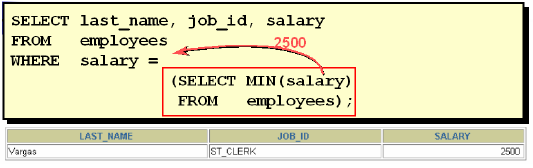 SELECT last_name, job_id, salary
FROM employees
2500
WHERE salary =
(SELECT MIN(salary)
FROM employees);
LAST_NAME JOB_ID SALARY
Vargas ST_CLERK 2500